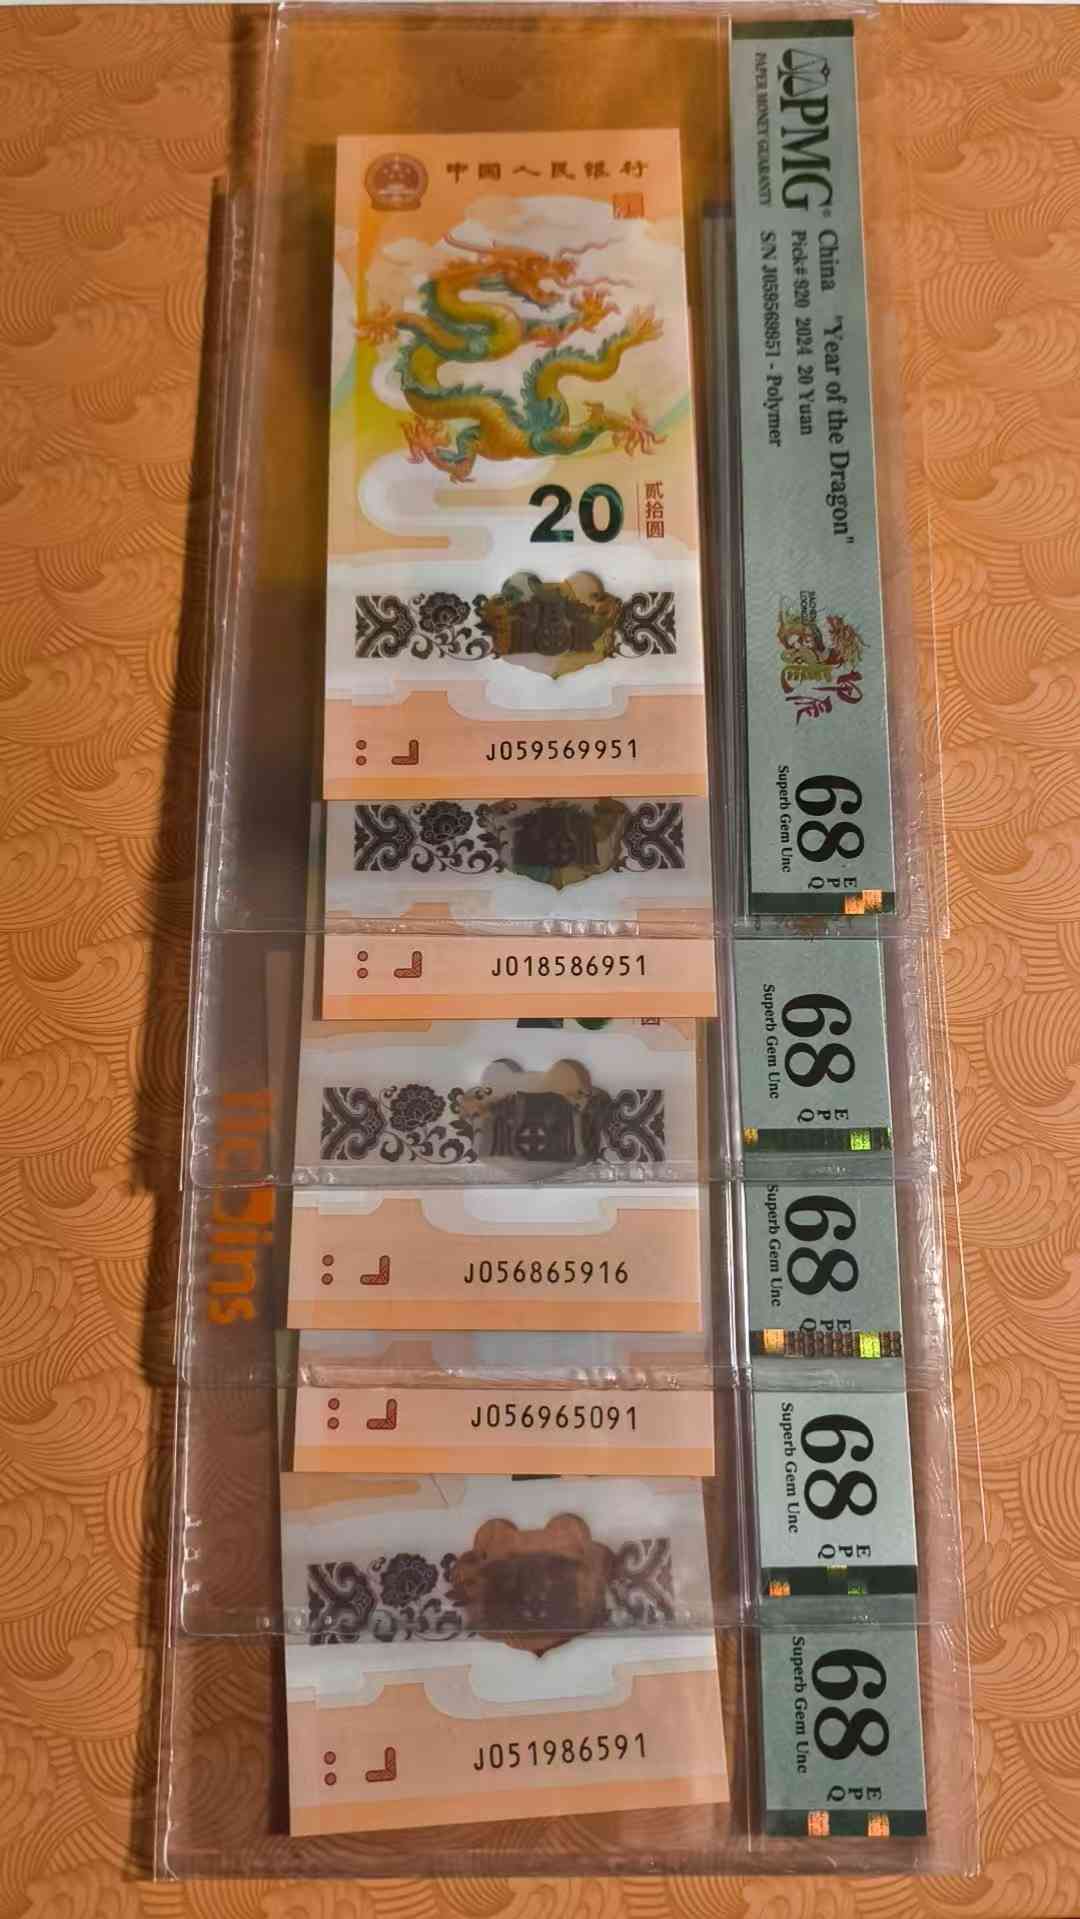 中国人民银行
20
贰拾圆
J059569951
J018586951
J056865916
J056965091
J051986591
PMG
PAPER MONEY GUARANTY
China "Year of the Dragon"
Pick# 920 2024 20 Yuan
S/N J059569951 - Polymer
68
EPQ
Superb Gem Unc
68
EPQ
Superb Gem Unc
68
EPQ
Superb Gem Unc
68
EPQ
Superb Gem Unc
68
EPQ
Superb Gem Unc